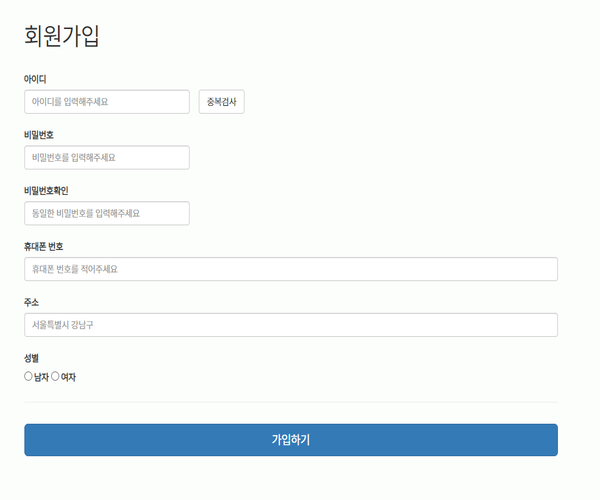 회원가입
아이디
아이디를 입력해주세요 중복검사
비밀번호
비밀번호를 입력해주세요
비밀번호확인
동일한 비밀번호를 입력해주세요
휴대폰 번호
휴대폰 번호를 적어주세요
주소
서울특별시 강남구
성별
남자 여자
가입하기